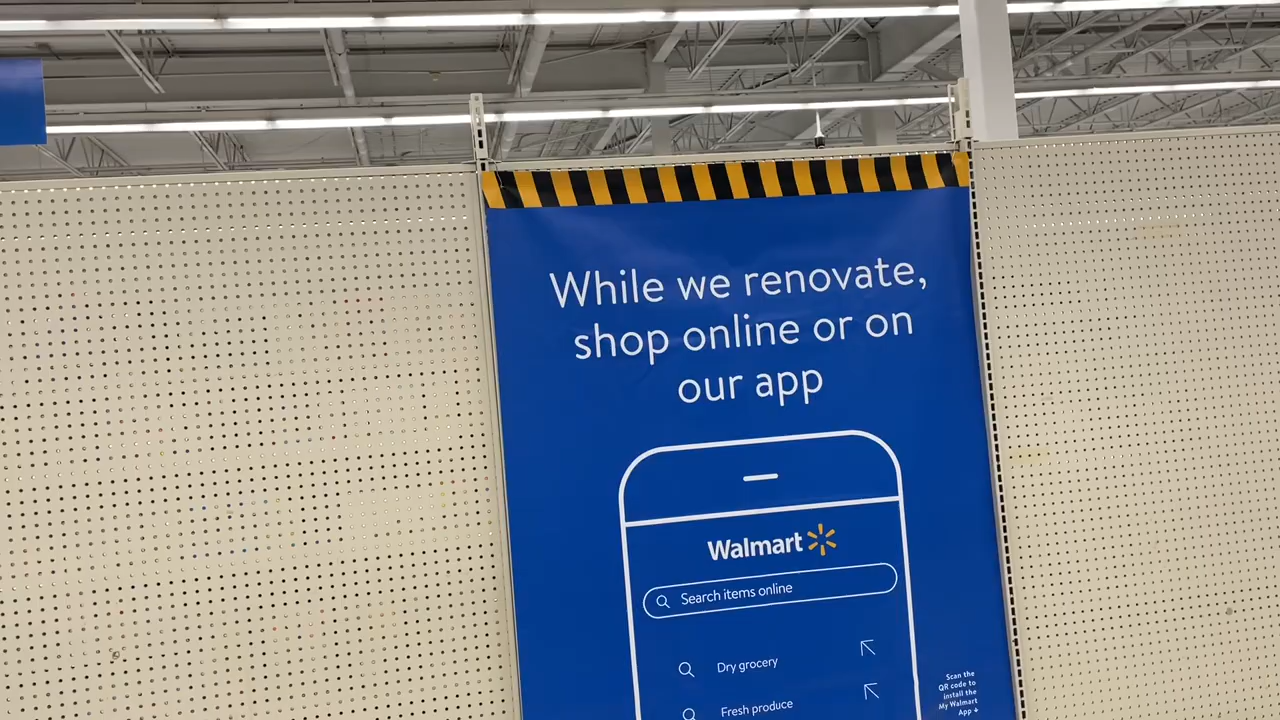 While we renovate,
shop online or on
our app
Walmart
Search items online
Dry grocery
Fresh produce
Scan the
QR code to
install the
My Walmart
App ↓